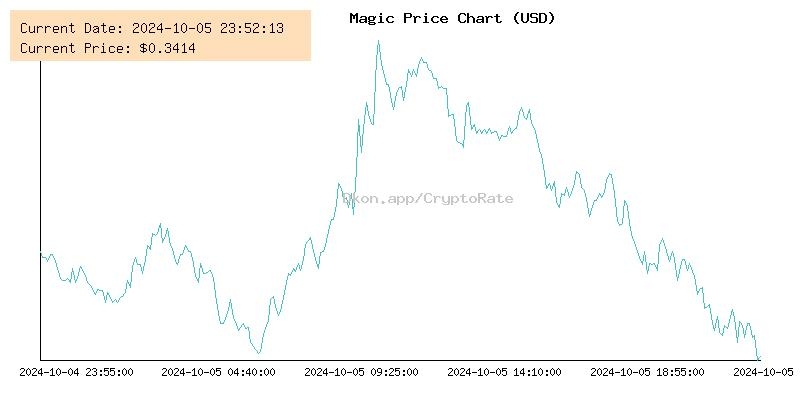 Magic Price Chart (USD)
Current Date: 2024-10-05 23:52:13
Current Price: $0.3414
Dkon.app/CryptoRate
2024-10-04 23:55:00 2024-10-05 04:40:00 2024-10-05 09:25:00 2024-10-05 14:10:00 2024-10-05 18:55:00 2024-10-05